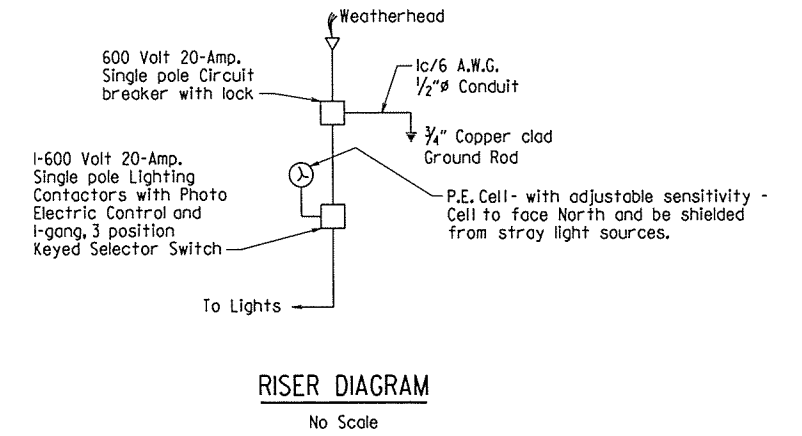 Weatherhead
600 Volt 20-Amp.
Single pole Circuit
breaker with lock
1c/6 A.W.G.
1/2"ø Conduit
3/4" Copper clad
Ground Rod
1-600 Volt 20-Amp.
Single pole Lighting
Contactors with Photo
Electric Control and
1-gang, 3 position
Keyed Selector Switch
P.E. Cell - with adjustable sensitivity -
Cell to face North and be shielded
from stray light sources.
To Lights
RISER DIAGRAM
No Scale